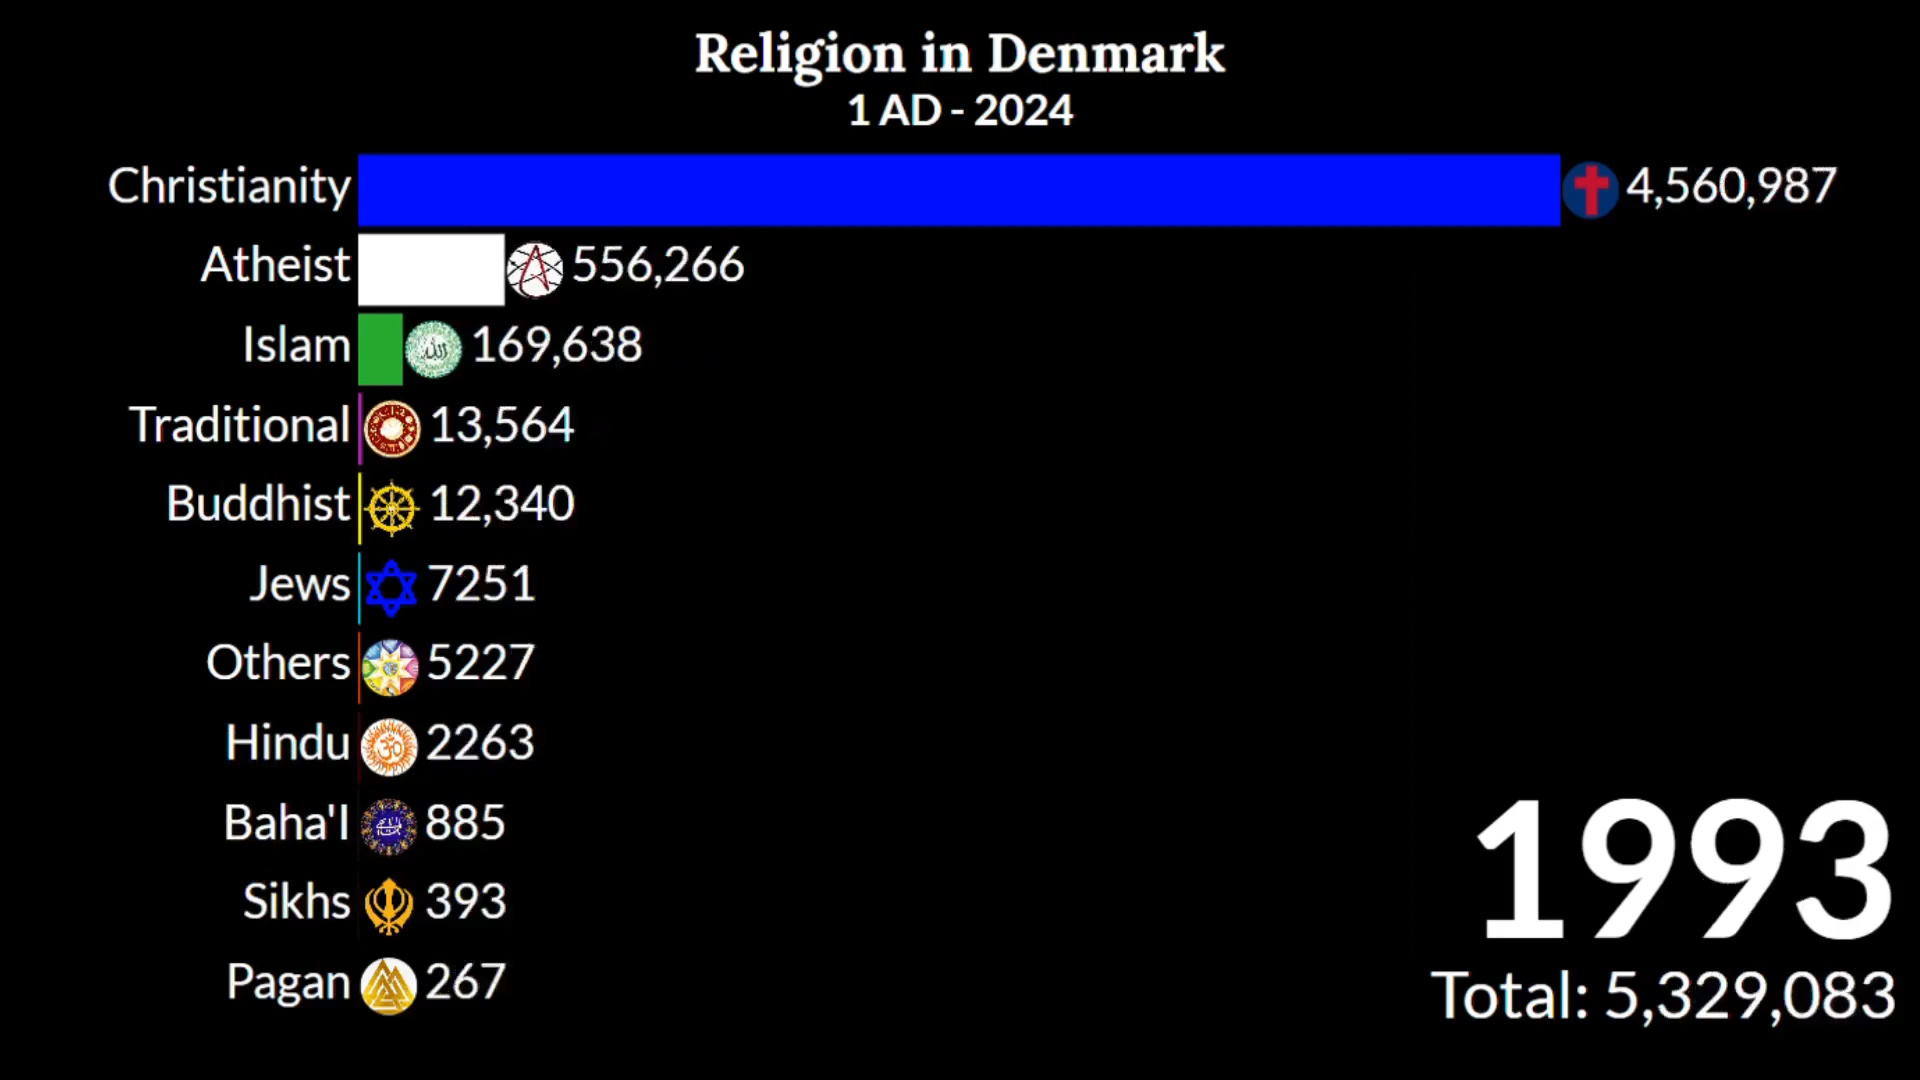 Religion in Denmark
1 AD - 2024
Christianity 4,560,987
Atheist 556,266
Islam 169,638
Traditional 13,564
Buddhist 12,340
Jews 7251
Others 5227
Hindu 2263
Baha'I 885
Sikhs 393
Pagan 267
1993
Total: 5,329,083